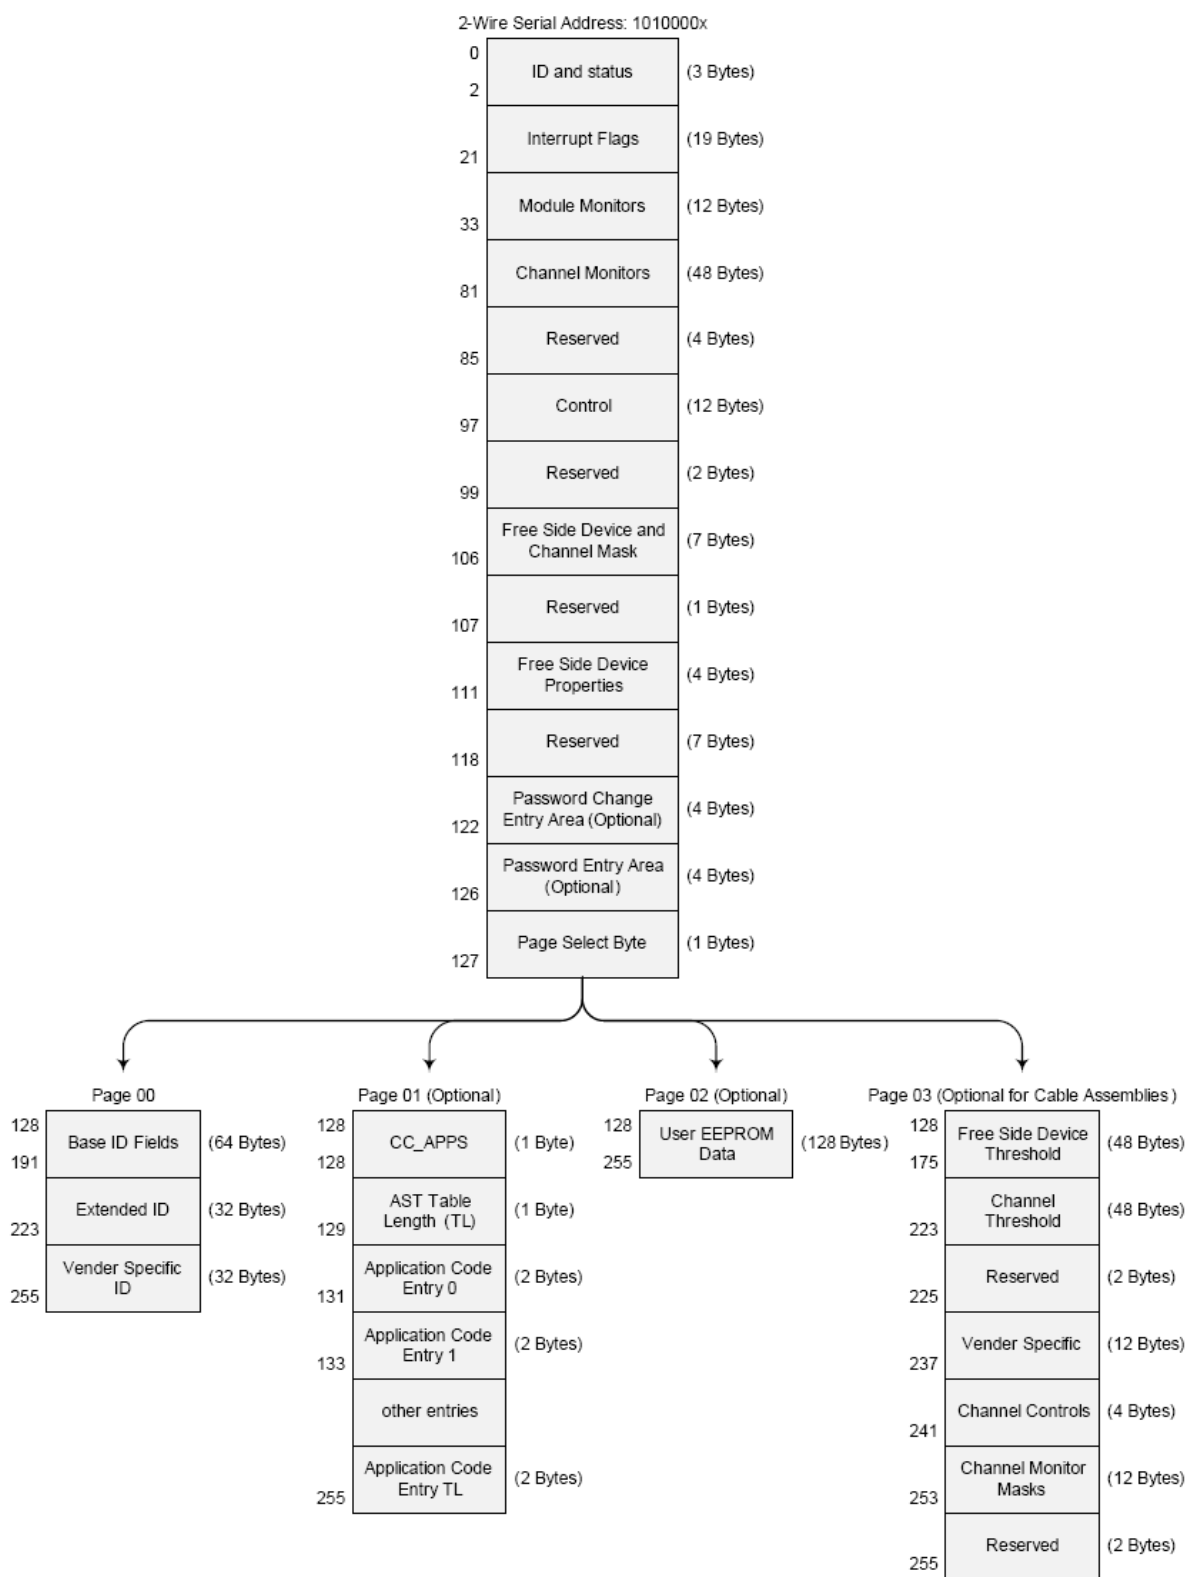 2-Wire Serial Address: 1010000x
0
ID and status
(3 Bytes)
2
Interrupt Flags
(19 Bytes)
21
Module Monitors
(12 Bytes)
33
Channel Monitors
(48 Bytes)
81
Reserved
(4 Bytes)
85
Control
(12 Bytes)
97
Reserved
(2 Bytes)
99
Free Side Device and
Channel Mask
(7 Bytes)
106
Reserved
(1 Bytes)
107
Free Side Device
Properties
(4 Bytes)
111
Reserved
(7 Bytes)
118
Password Change
Entry Area (Optional)
(4 Bytes)
122
Password Entry Area
(Optional)
(4 Bytes)
126
Page Select Byte
(1 Bytes)
127
Page 00
128
Base ID Fields
(64 Bytes)
191
Extended ID
(32 Bytes)
223
Vender Specific
ID
(32 Bytes)
255
Page 01 (Optional)
128
CC_APPS
(1 Byte)
128
AST Table
Length (TL)
(1 Byte)
129
Application Code
Entry 0
(2 Bytes)
131
Application Code
Entry 1
(2 Bytes)
133
other entries
Application Code
Entry TL
(2 Bytes)
255
Page 02 (Optional)
128
User EEPROM
Data
(128 Bytes)
255
Page 03 (Optional for Cable Assemblies)
128
Free Side Device
Threshold
(48 Bytes)
175
Channel
Threshold
(48 Bytes)
223
Reserved
(2 Bytes)
225
Vender Specific
(12 Bytes)
237
Channel Controls
(4 Bytes)
241
Channel Monitor
Masks
(12 Bytes)
253
Reserved
(2 Bytes)
255